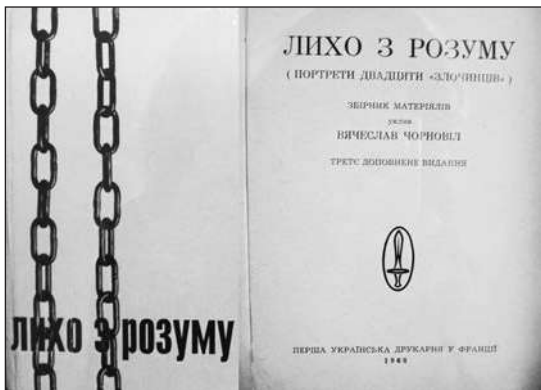 лихо з розуму
ЛИХО З РОЗУМУ
( ПОРТРЕТИ ДВАДЦЯТИ «ЗЛОЧИНЦІВ» )
ЗБІРНИК МАТЕРІЯЛІВ
уклав
ВЯЧЕСЛАВ ЧОРНОВІЛ
ТРЕТЄ ДОПОВНЕНЕ ВИДАННЯ
ПЕРША УКРАЇНСЬКА ДРУКАРНЯ У ФРАНЦІЇ